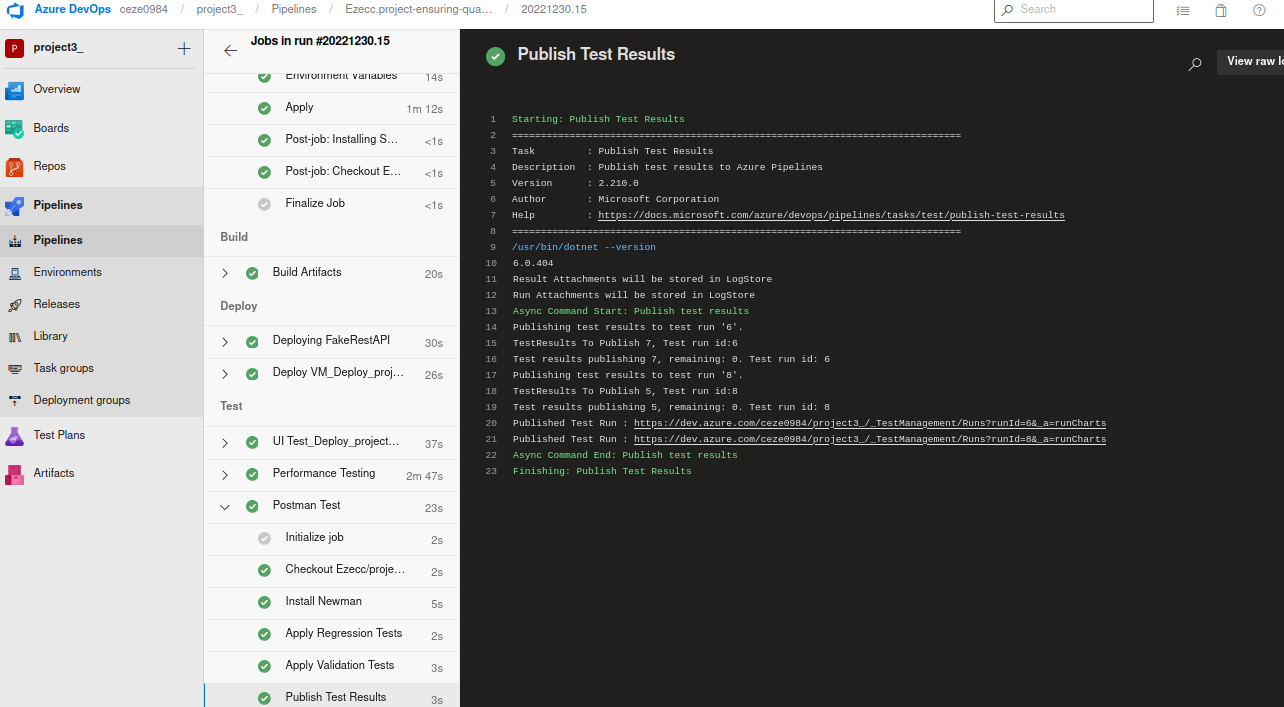 Azure DevOps ceze0984 / project3_ / Pipelines / Ezecc.project-ensuring-qua... / 20221230.15
Search
P project3_ +
Overview
Boards
Repos
Pipelines
Pipelines
Environments
Releases
Library
Task groups
Deployment groups
Test Plans
Artifacts
Jobs in run #20221230.15
Environment Variables 14s
Apply 1m 12s
Post-job: Installing S... <1s
Post-job: Checkout E... <1s
Finalize Job <1s
Build
Build Artifacts 20s
Deploy
Deploying FakeRestAPI 30s
Deploy VM_Deploy_proj... 26s
Test
UI Test_Deploy_project... 37s
Performance Testing 2m 47s
Postman Test 23s
Initialize job 2s
Checkout Ezecc/proje... 2s
Install Newman 5s
Apply Regression Tests 2s
Apply Validation Tests 3s
Publish Test Results 3s
Publish Test Results
View raw lo
1 Starting: Publish Test Results
2 ==============================================================================
3 Task         : Publish Test Results
4 Description  : Publish test results to Azure Pipelines
5 Version      : 2.210.0
6 Author       : Microsoft Corporation
7 Help         : https://docs.microsoft.com/azure/devops/pipelines/tasks/test/publish-test-results
8 ==============================================================================
9 /usr/bin/dotnet --version
10 6.0.404
11 Result Attachments will be stored in LogStore
12 Run Attachments will be stored in LogStore
13 Async Command Start: Publish test results
14 Publishing test results to test run '6'.
15 TestResults To Publish 7, Test run id:6
16 Test results publishing 7, remaining: 0. Test run id: 6
17 Publishing test results to test run '8'.
18 TestResults To Publish 5, Test run id:8
19 Test results publishing 5, remaining: 0. Test run id: 8
20 Published Test Run : https://dev.azure.com/ceze0984/project3_/_TestManagement/Runs?runId=6&_a=runCharts
21 Published Test Run : https://dev.azure.com/ceze0984/project3_/_TestManagement/Runs?runId=8&_a=runCharts
22 Async Command End: Publish test results
23 Finishing: Publish Test Results